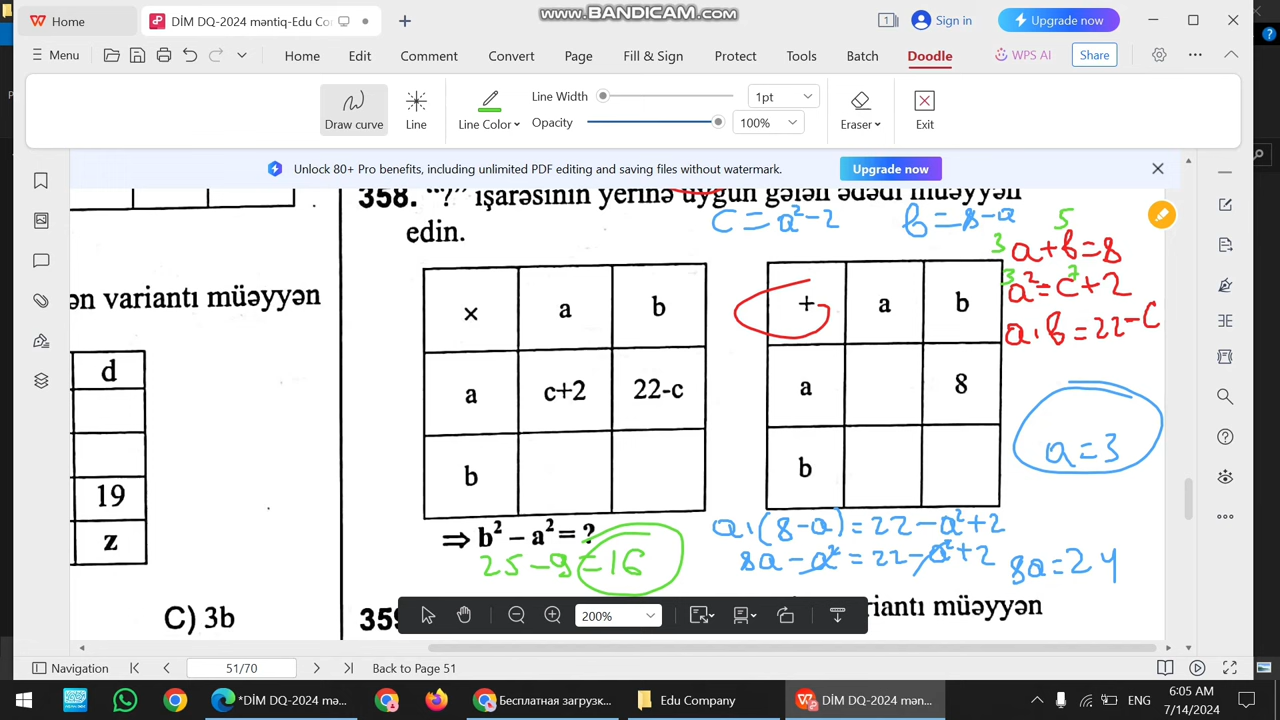 Home
DİM DQ-2024 məntiq-Edu Co
www.BANDICAM.com
Sign in
Upgrade now
Menu
Home
Edit
Comment
Convert
Page
Fill & Sign
Protect
Tools
Batch
Doodle
WPS AI
Share
Draw curve
Line
Line Color
Line Width
1pt
Opacity
100%
Eraser
Exit
Unlock 80+ Pro benefits, including unlimited PDF editing and saving files without watermark.
Upgrade now
ən variantı müəyyən
d
19
z
C) 3b
358. “?” işarəsinin yerinə uyğun gələn ədədi müəyyən
edin.
c=a²-2
b=8-a
5
3 a+b=8
3 7
a²=c+2
a·b=22-c
× a b
a c+2 22-c
b
+ a b
a 8
b
a=3
⇒ b² – a² = ?
25-9=16
a·(8-a)=22-a²+2
8a-a²=22-a²+2
8a=24
359
riantı müəyyən
200%
Navigation
51/70
Back to Page 51
*DİM DQ-2024 mə...
Бесплатная загрузк...
Edu Company
DİM DQ-2024 mən...
ENG
6:05 AM
7/14/2024